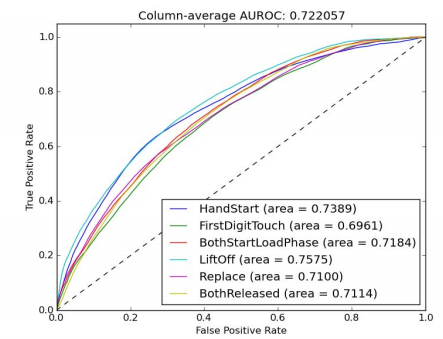 Column-average AUROC: 0.722057
True Positive Rate
1.0
0.8
0.6
0.4
0.2
0.0
HandStart (area = 0.7389)
FirstDigitTouch (area = 0.6961)
BothStartLoadPhase (area = 0.7184)
LiftOff (area = 0.7575)
Replace (area = 0.7100)
BothReleased (area = 0.7114)
0.0 0.2 0.4 0.6 0.8 1.0
False Positive Rate